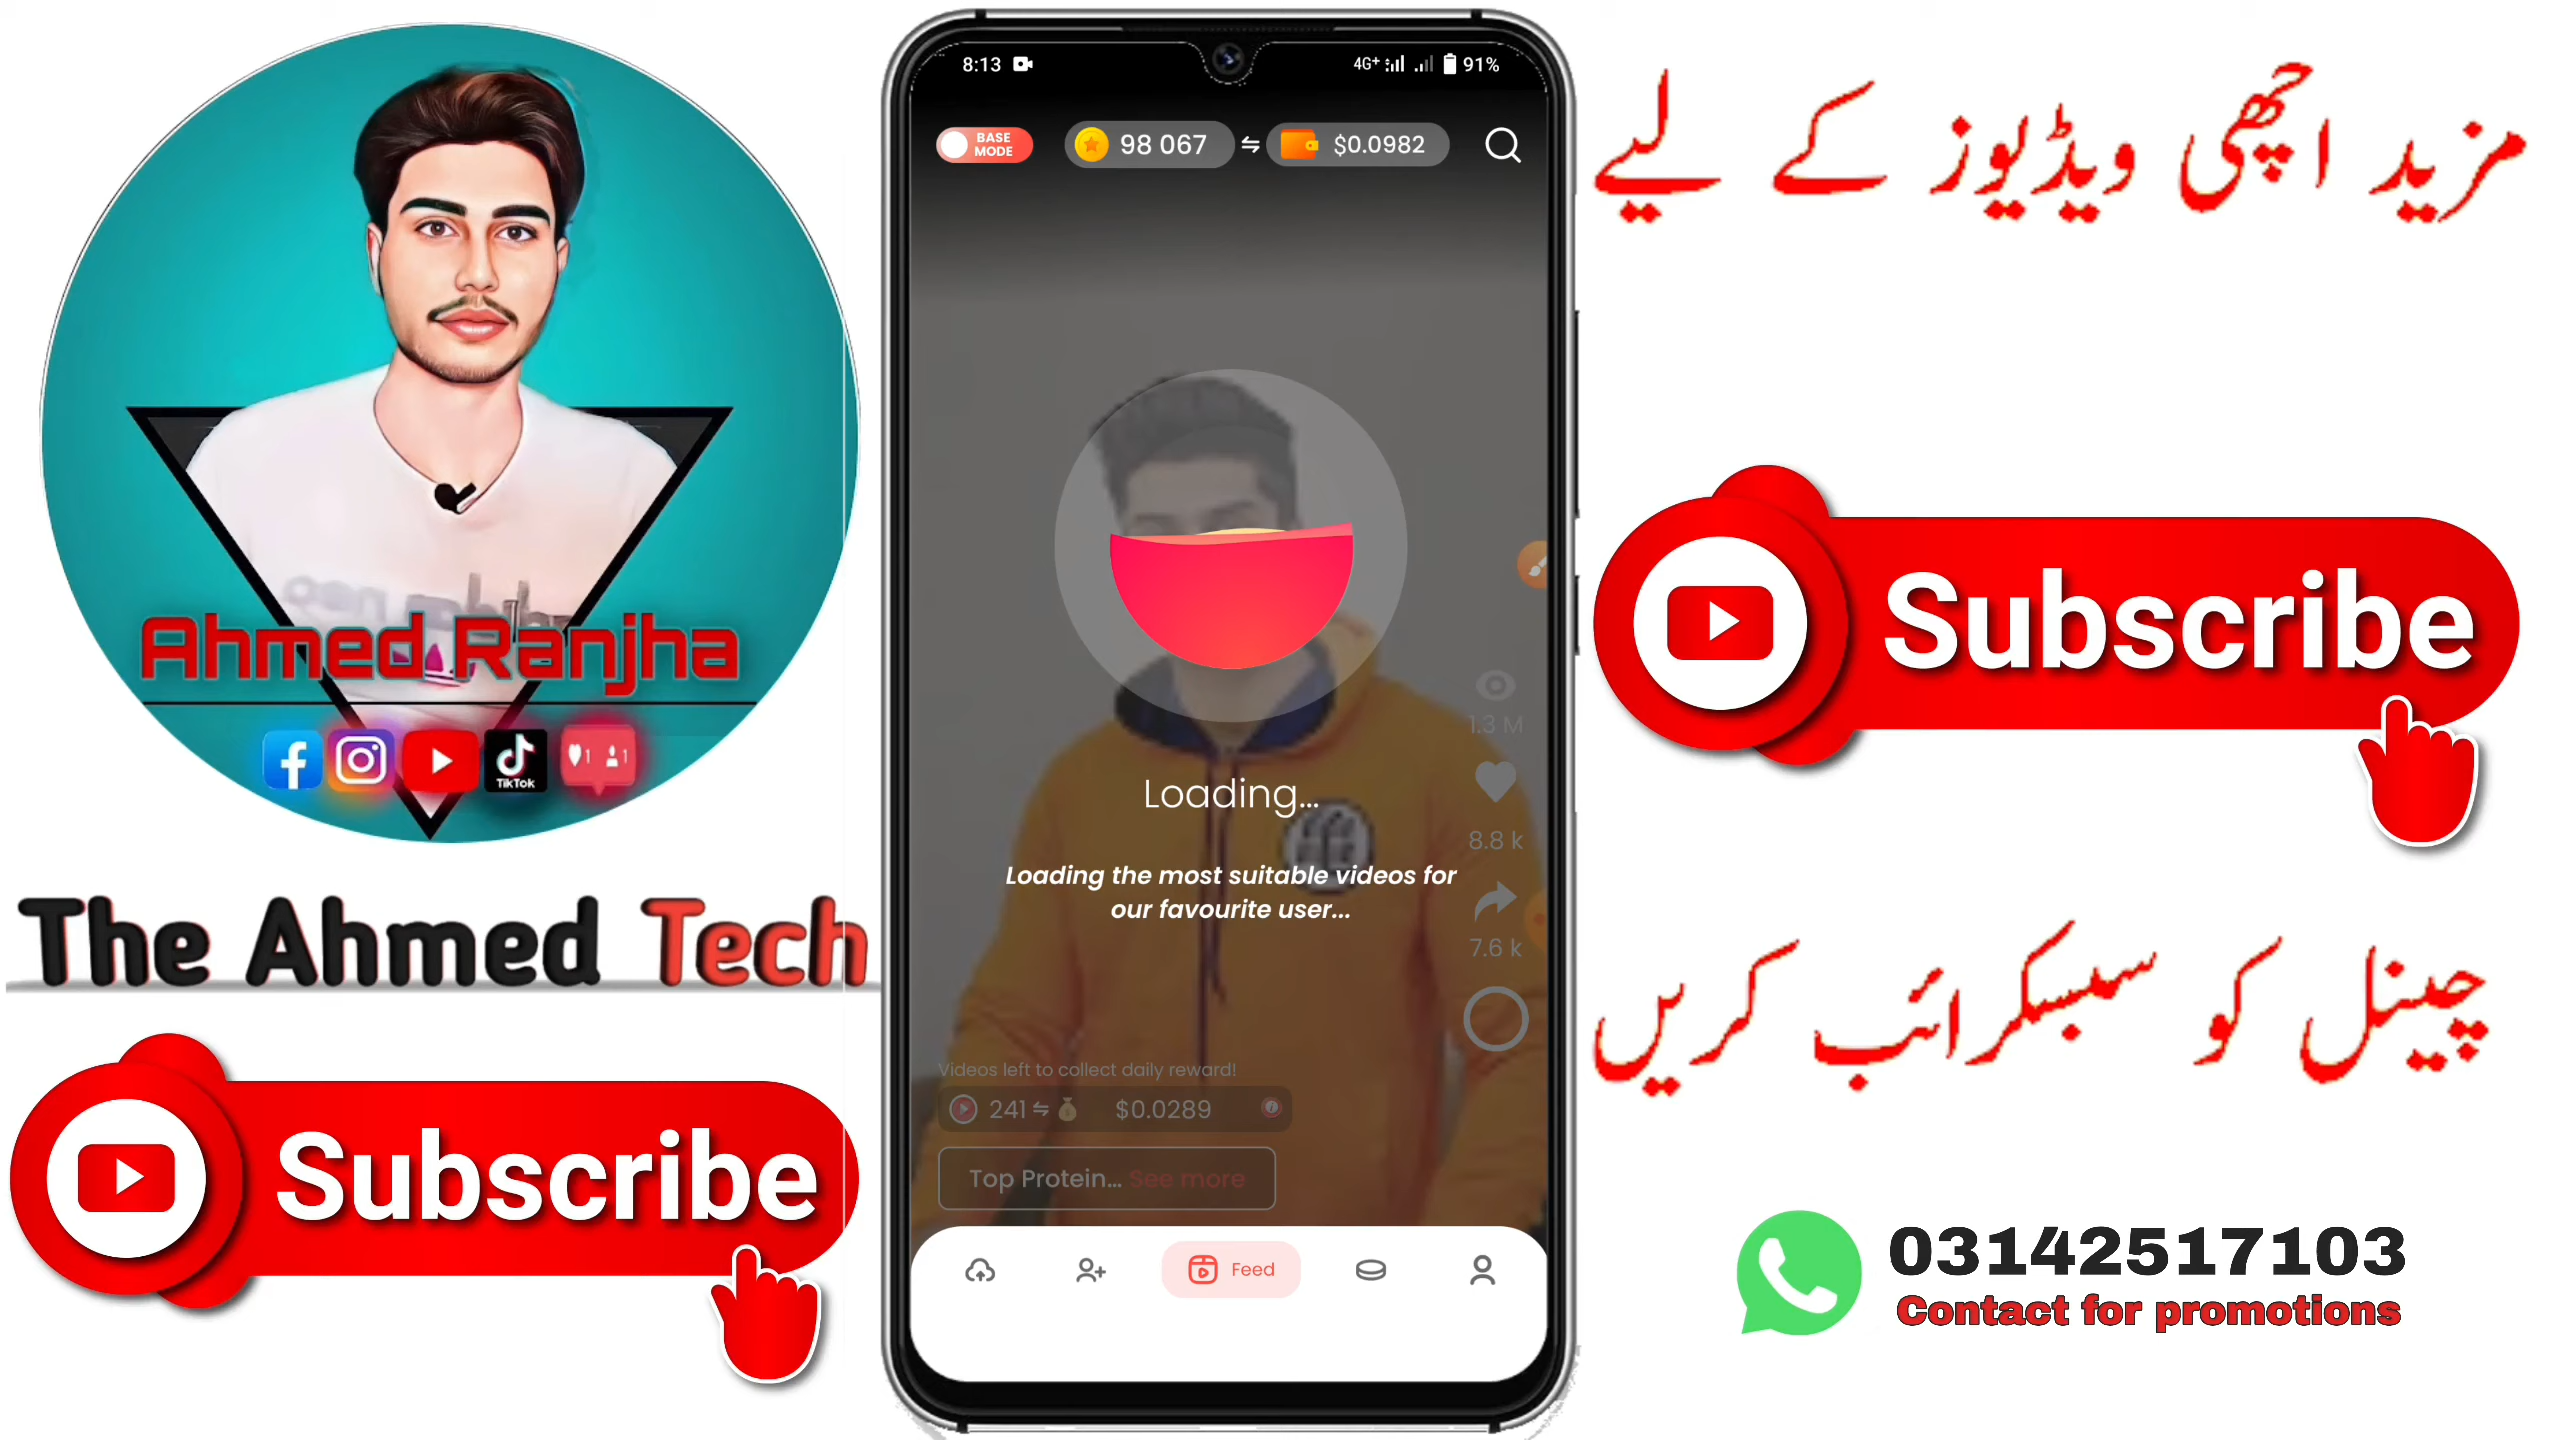 Ahmed Ranjha
TikTok
1 1
The Ahmed Tech
Subscribe
8:13
4G+ 91%
BASE
MODE
98 067
$0.0982
1.3 M
8.8 k
7.6 k
Loading...
Loading the most suitable videos for
our favourite user...
Videos left to collect daily reward!
241 $0.0289
Top Protein... See more
Feed
مزید اچھی ویڈیوز کے لیے
Subscribe
چینل کو سبسکرائب کریں
03142517103
Contact for promotions